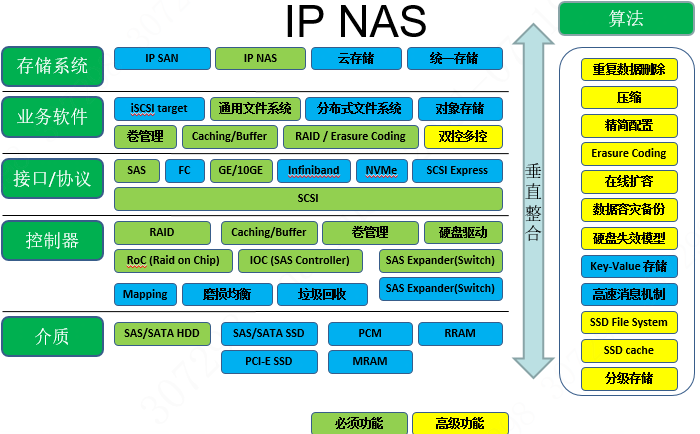 IP NAS
算法
存储系统
IP SAN
IP NAS
云存储
统一存储
业务软件
iSCSI target
通用文件系统
分布式文件系统
对象存储
卷管理
Caching/Buffer
RAID / Erasure Coding
双控多控
接口/协议
SAS
FC
GE/10GE
Infiniband
NVMe
SCSI Express
SCSI
控制器
RAID
Caching/Buffer
卷管理
硬盘驱动
RoC (Raid on Chip)
IOC (SAS Controller)
SAS Expander(Switch)
Mapping
磨损均衡
垃圾回收
SAS Expander(Switch)
介质
SAS/SATA HDD
SAS/SATA SSD
PCM
RRAM
PCI-E SSD
MRAM
垂直整合
重复数据删除
压缩
精简配置
Erasure Coding
在线扩容
数据容灾备份
硬盘失效模型
Key-Value 存储
高速消息机制
SSD File System
SSD cache
分级存储
必须功能
高级功能